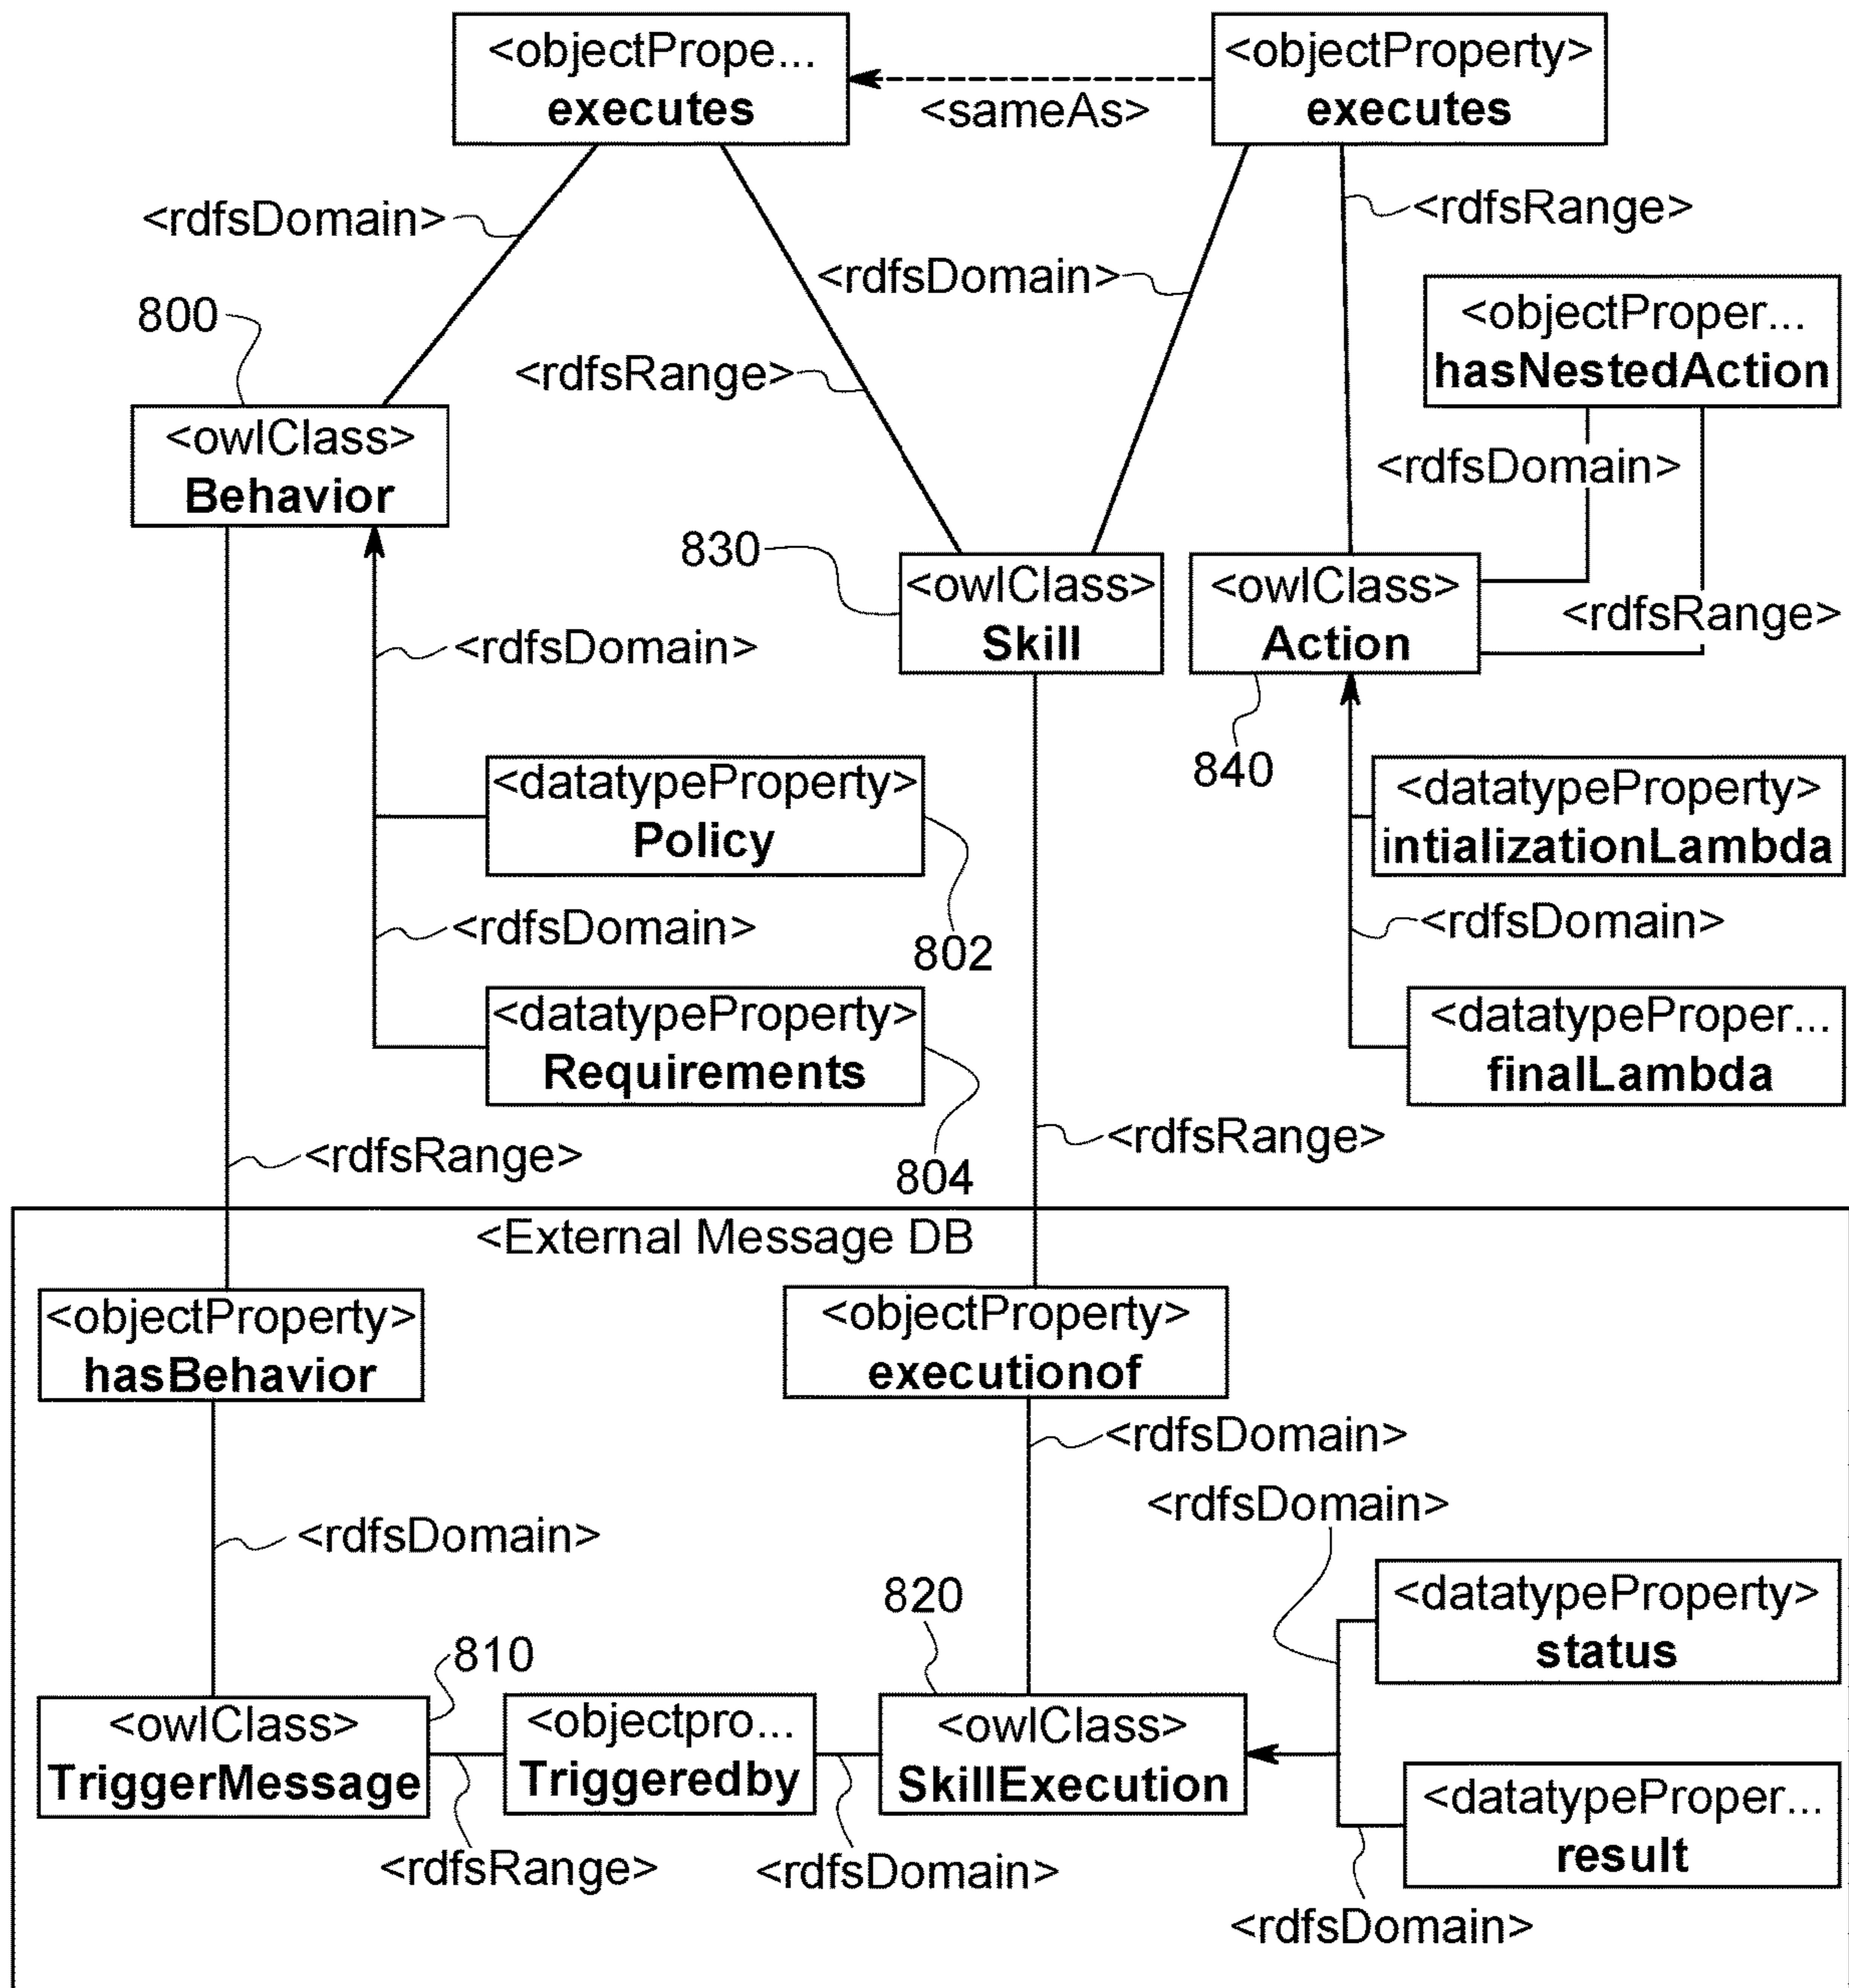 <objectPrope...
executes
<sameAs>
<objectProperty>
executes
<rdfsDomain>
<rdfsRange>
<rdfsDomain>
<objectProper...
hasNestedAction
800
<rdfsRange>
<owlClass>
Behavior
<rdfsDomain>
830
<owlClass>
Skill
<owlClass>
Action
<rdfsRange>
<rdfsDomain>
840
<datatypeProperty>
Policy
<datatypeProperty>
intializationLambda
<rdfsDomain>
802
<rdfsDomain>
<datatypeProperty>
Requirements
<datatypeProper...
finalLambda
<rdfsRange>
804
<rdfsRange>
<External Message DB
<objectProperty>
hasBehavior
<objectProperty>
executionof
<rdfsDomain>
<rdfsDomain>
<rdfsDomain>
820
<datatypeProperty>
status
810
<owlClass>
TriggerMessage
<objectpro...
Triggeredby
<owlClass>
SkillExecution
<datatypeProper...
result
<rdfsRange>
<rdfsDomain>
<rdfsDomain>